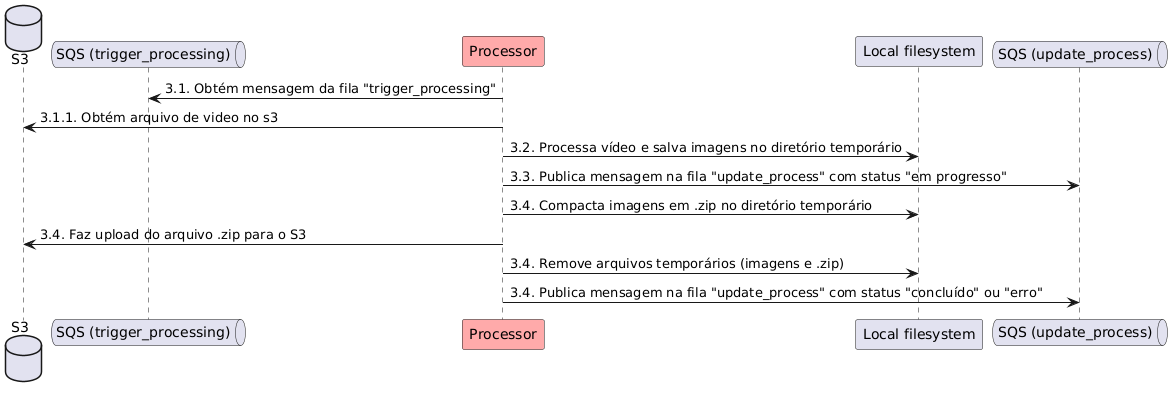 S3
SQS (trigger_processing)
Processor
Local filesystem
SQS (update_process)
3.1. Obtém mensagem da fila "trigger_processing"
3.1.1. Obtém arquivo de video no s3
3.2. Processa vídeo e salva imagens no diretório temporário
3.3. Publica mensagem na fila "update_process" com status "em progresso"
3.4. Compacta imagens em .zip no diretório temporário
3.4. Faz upload do arquivo .zip para o S3
3.4. Remove arquivos temporários (imagens e .zip)
3.4. Publica mensagem na fila "update_process" com status "concluído" ou "erro"
S3
SQS (trigger_processing)
Processor
Local filesystem
SQS (update_process)